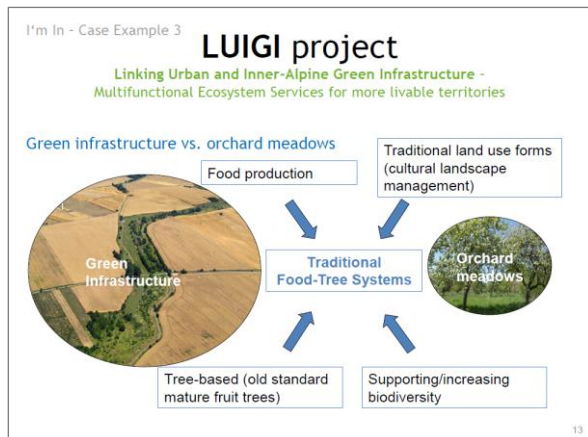 I'm In - Case Example 3
LUIGI project
Linking Urban and Inner-Alpine Green Infrastructure –
Multifunctional Ecosystem Services for more livable territories
Green infrastructure vs. orchard meadows
Food production
Traditional land use forms
(cultural landscape
management)
Green
Infrastructure
Traditional
Food-Tree Systems
Orchard
meadows
Tree-based (old standard
mature fruit trees)
Supporting/increasing
biodiversity
13